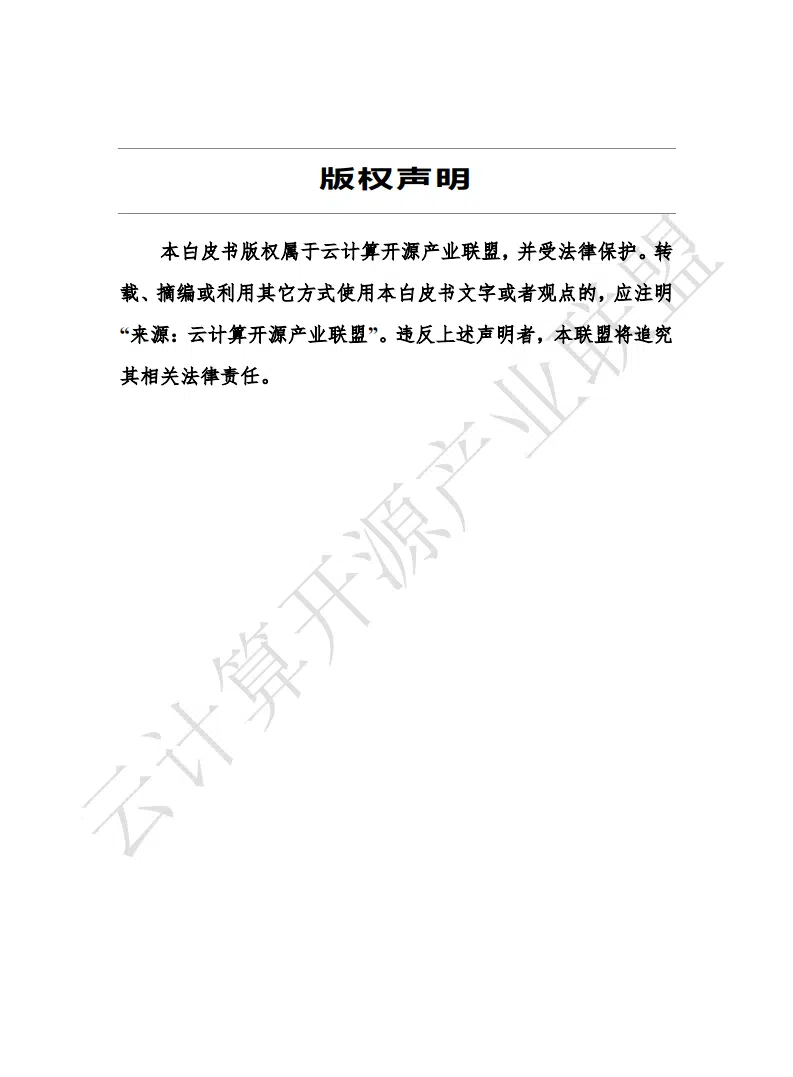 版权声明
本白皮书版权属于云计算开源产业联盟，并受法律保护。转
载、摘编或利用其它方式使用本白皮书文字或者观点的，应注明
“来源：云计算开源产业联盟”。违反上述声明者，本联盟将追究
其相关法律责任。
云计算开源产业联盟